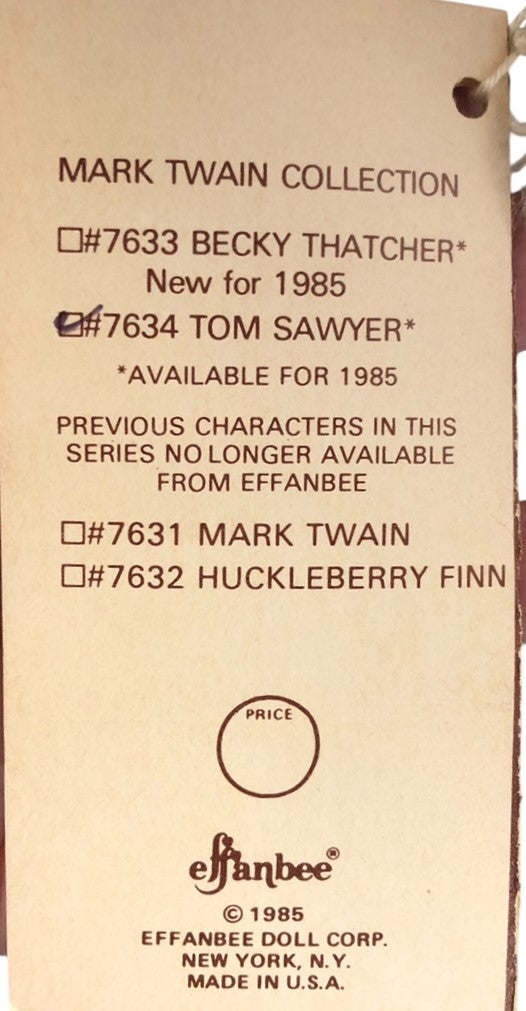 MARK TWAIN COLLECTION
☐#7633 BECKY THATCHER*
New for 1985
☑#7634 TOM SAWYER*
*AVAILABLE FOR 1985
PREVIOUS CHARACTERS IN THIS
SERIES NO LONGER AVAILABLE
FROM EFFANBEE
☐#7631 MARK TWAIN
☐#7632 HUCKLEBERRY FINN
PRICE
effanbee®
© 1985
EFFANBEE DOLL CORP.
NEW YORK, N.Y.
MADE IN U.S.A.